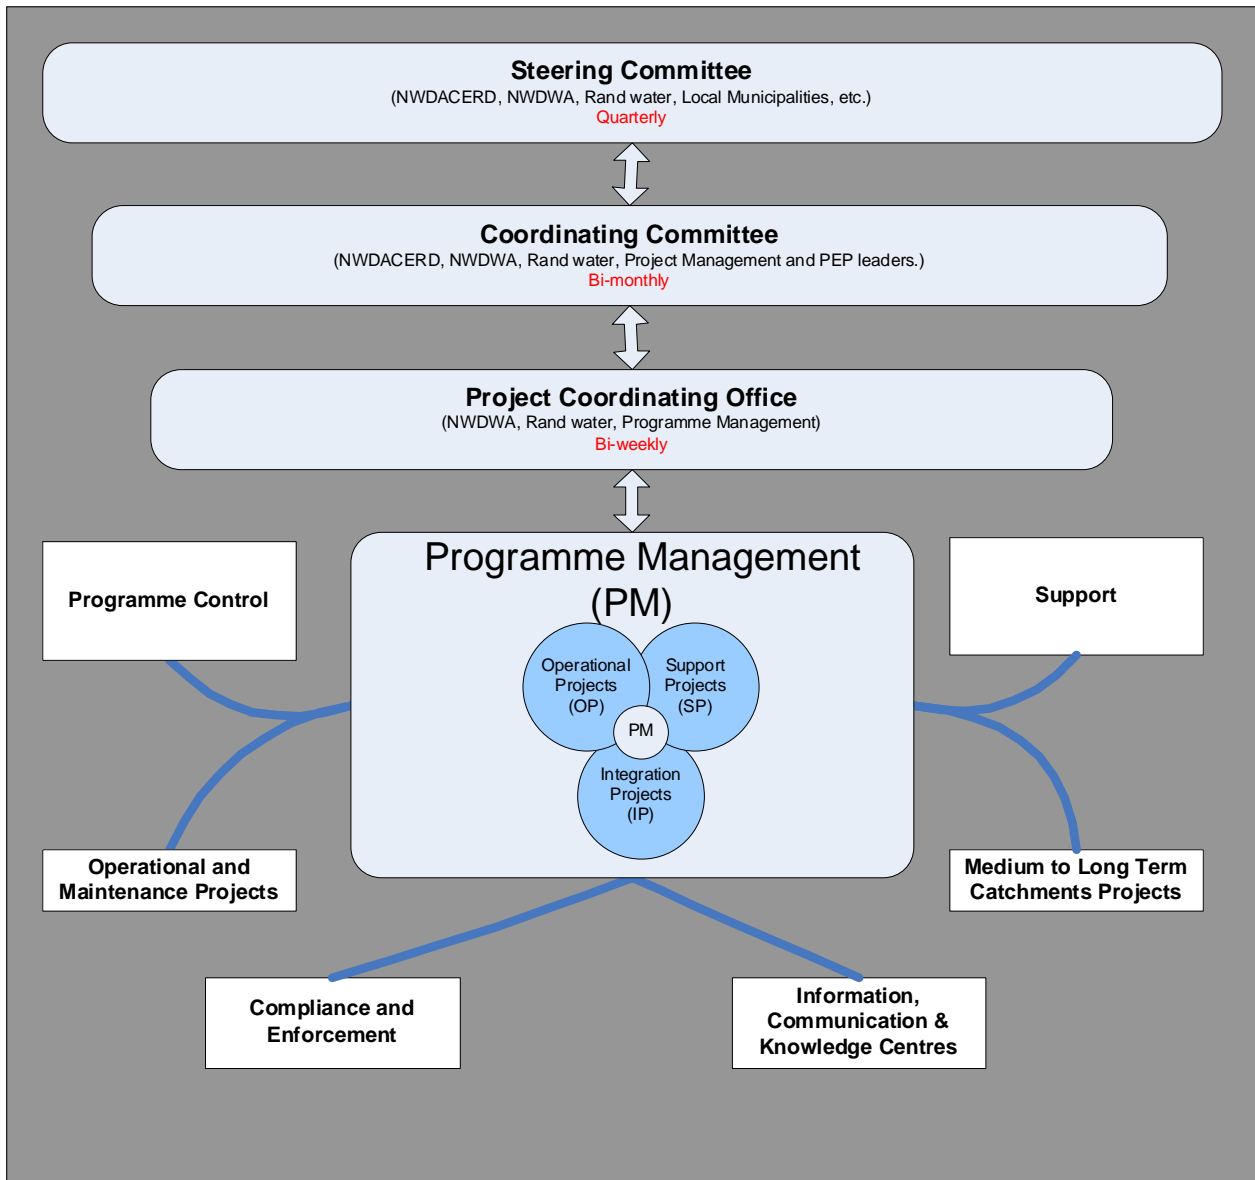 Steering Committee
(NWDACERD, NWDWA, Rand water, Local Municipalities, etc.)
Quarterly
Coordinating Committee
(NWDACERD, NWDWA, Rand water, Project Management and PEP leaders.)
Bi-monthly
Project Coordinating Office
(NWDWA, Rand water, Programme Management)
Bi-weekly
Programme Management
(PM)
Programme Control
Support
Operational
Projects
(OP)
Support
Projects
(SP)
PM
Integration
Projects
(IP)
Operational and
Maintenance Projects
Medium to Long Term
Catchments Projects
Compliance and
Enforcement
Information,
Communication &
Knowledge Centres